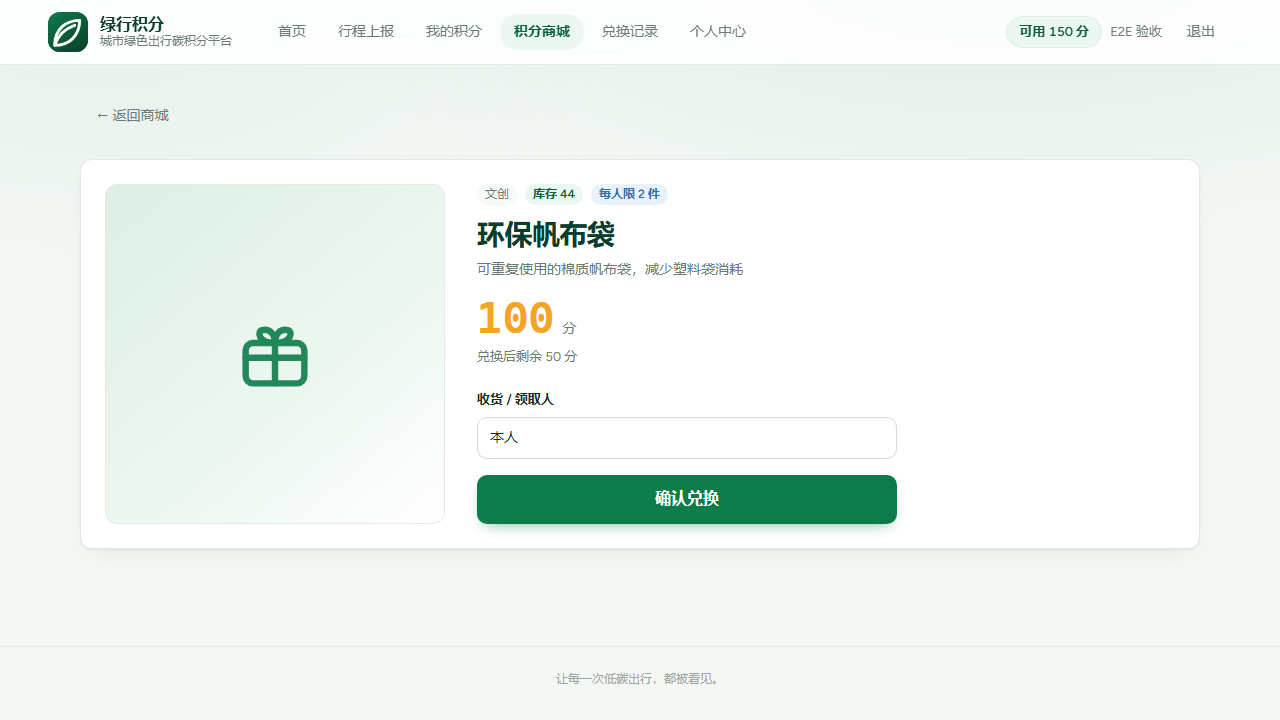 绿行积分
城市绿色出行碳积分平台
首页 行程上报 我的积分 积分商城 兑换记录 个人中心
可用 150 分 E2E 验收 退出
← 返回商城
文创 库存 44 每人限 2 件
环保帆布袋
可重复使用的棉质帆布袋，减少塑料袋消耗
100 分
兑换后剩余 50 分
收货 / 领取人
本人
确认兑换
让每一次低碳出行，都被看见。